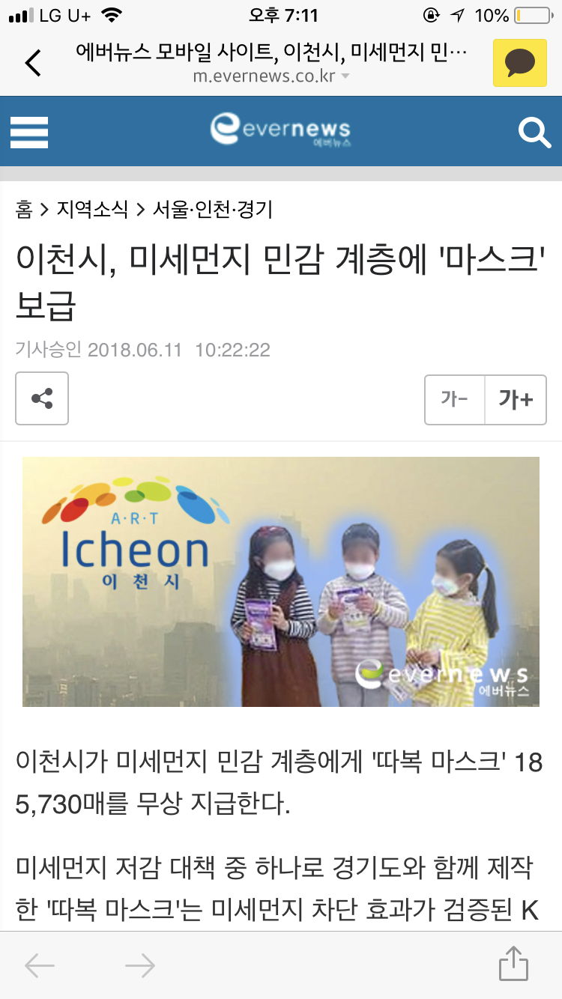 LG U+ 오후 7:11 10%
에버뉴스 모바일 사이트, 이천시, 미세먼지 민…
m.evernews.co.kr
evernews
에버뉴스
홈 > 지역소식 > 서울·인천·경기
이천시, 미세먼지 민감 계층에 '마스크'
보급
기사승인 2018.06.11 10:22:22
가- 가+
A·R·T
Icheon
이천시
evernews
에버뉴스
이천시가 미세먼지 민감 계층에게 '따복 마스크' 18
5,730매를 무상 지급한다.
미세먼지 저감 대책 중 하나로 경기도와 함께 제작
한 '따복 마스크'는 미세먼지 차단 효과가 검증된 K